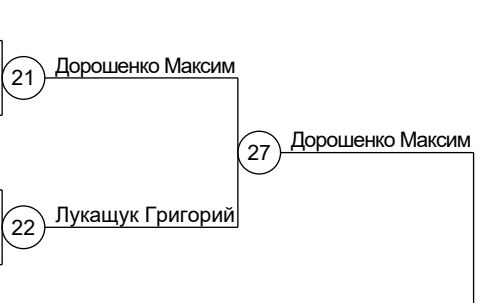 21 Дорошенко Максим
27 Дорошенко Максим
22 Лукащук Григорий